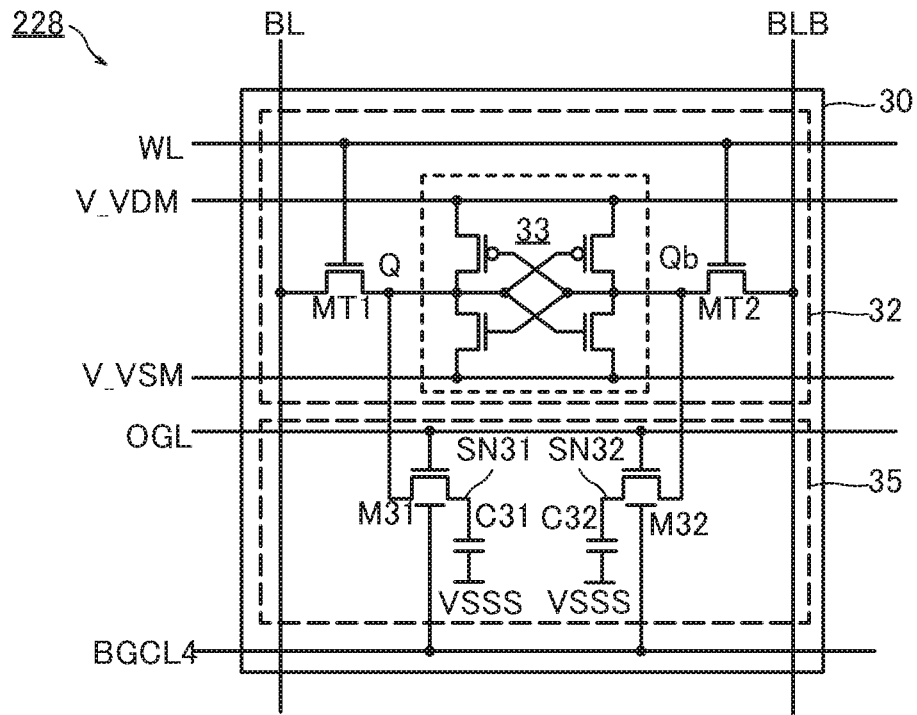 228
BL
BLB
30
WL
V_VDM
33
Q
Qb
MT1
MT2
32
V_VSM
OGL
SN31
SN32
35
M31
C31
C32
M32
VSSS
VSSS
BGCL4